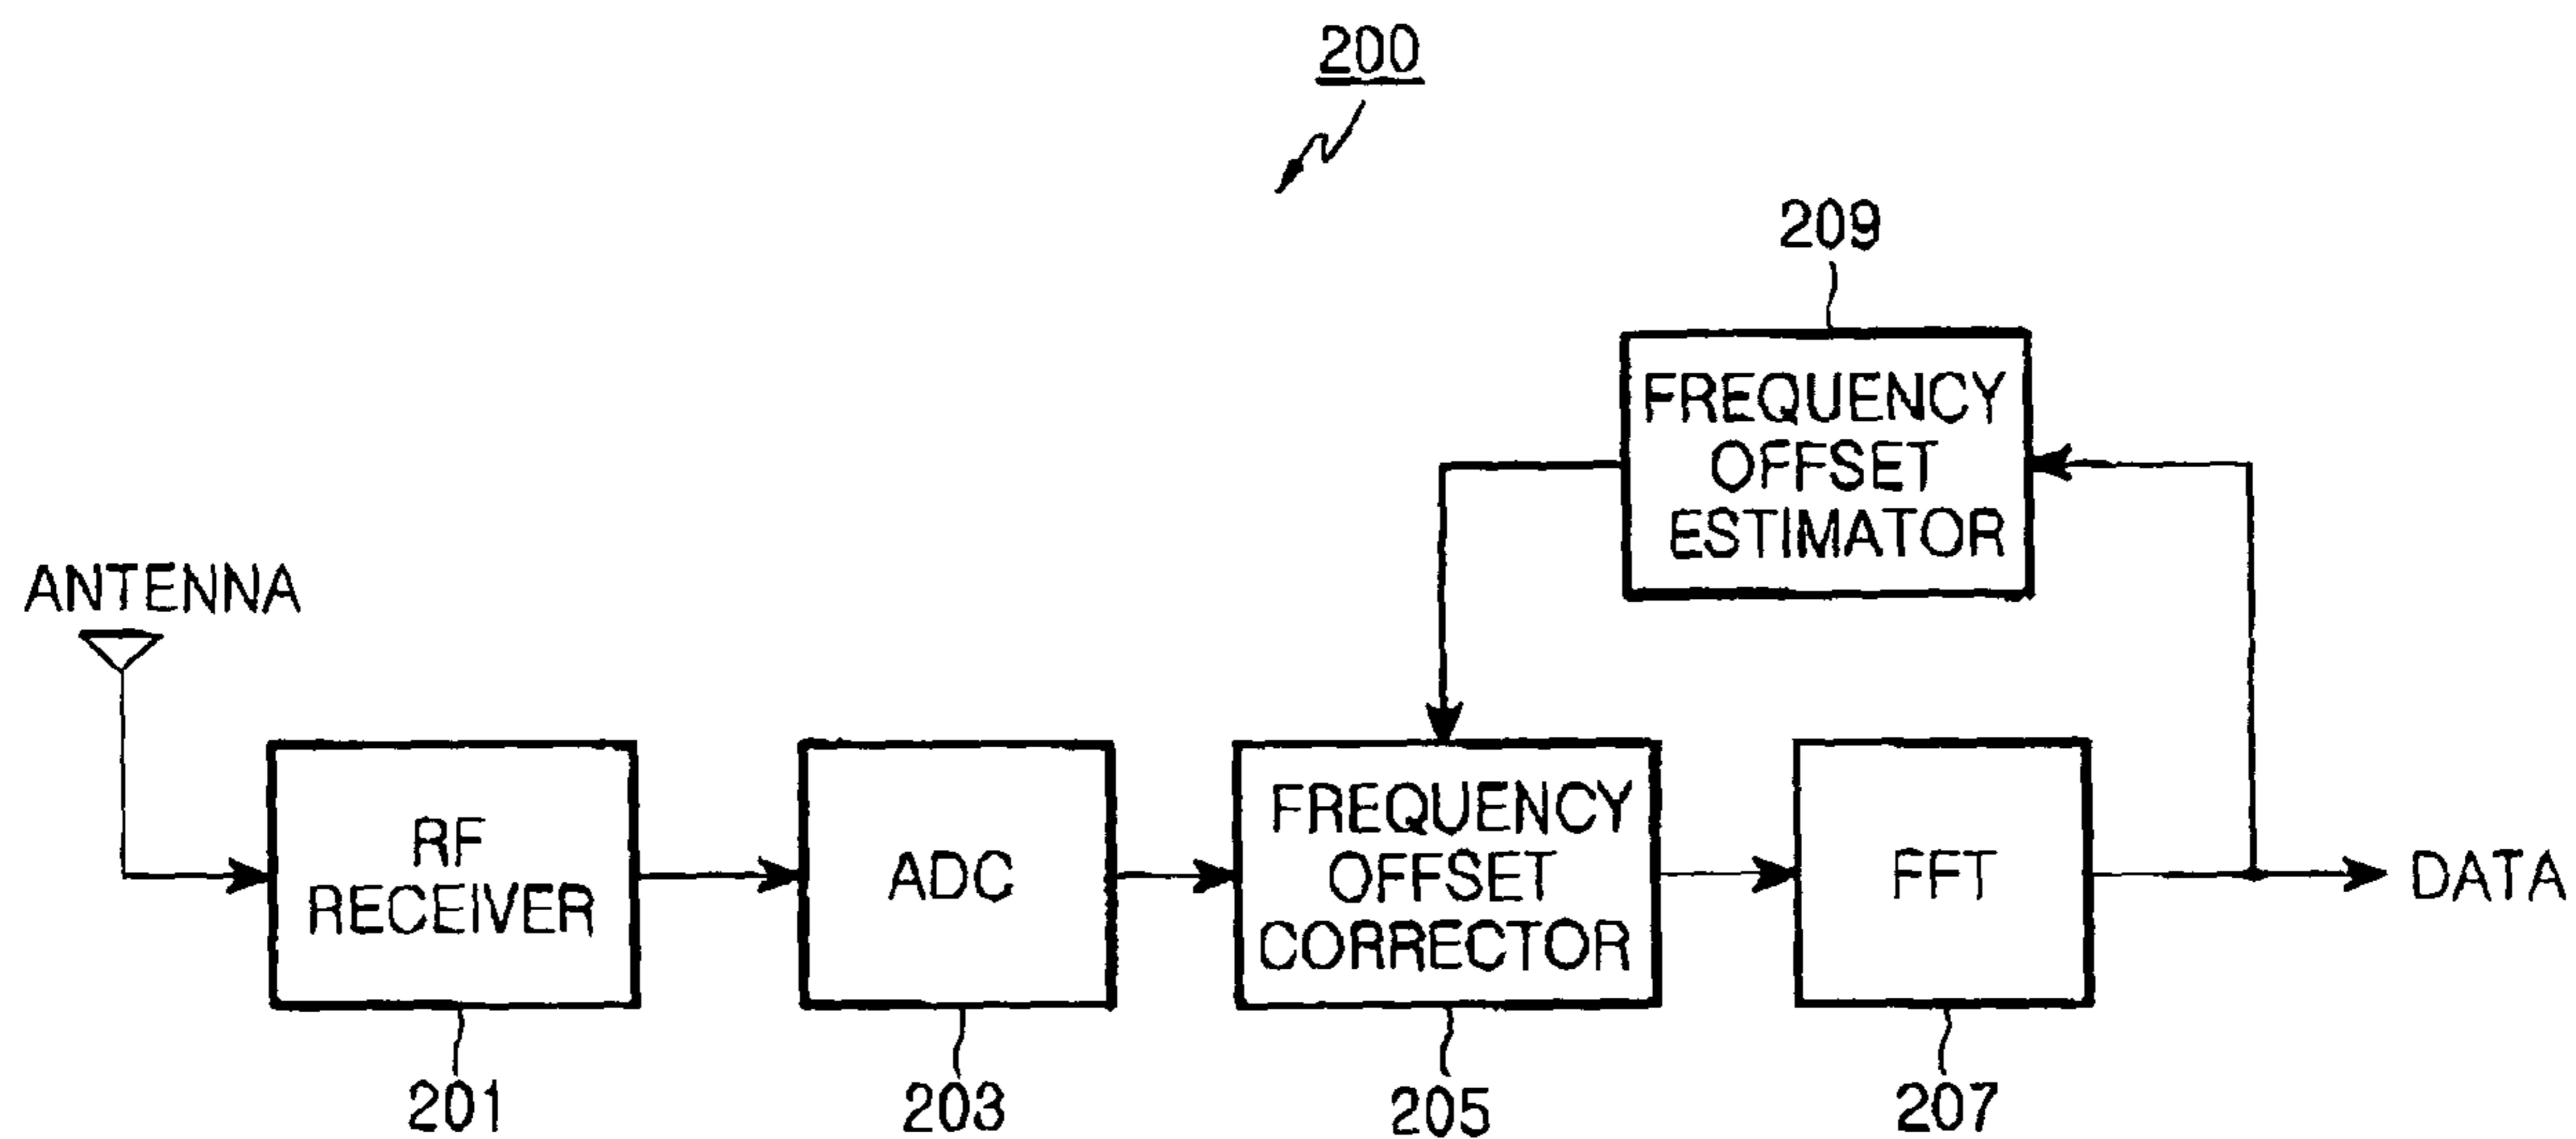 200
209
FREQUENCY
OFFSET
ESTIMATOR
ANTENNA
RF
RECEIVER
ADC
FREQUENCY
OFFSET
CORRECTOR
FFT
DATA
201
203
205
207